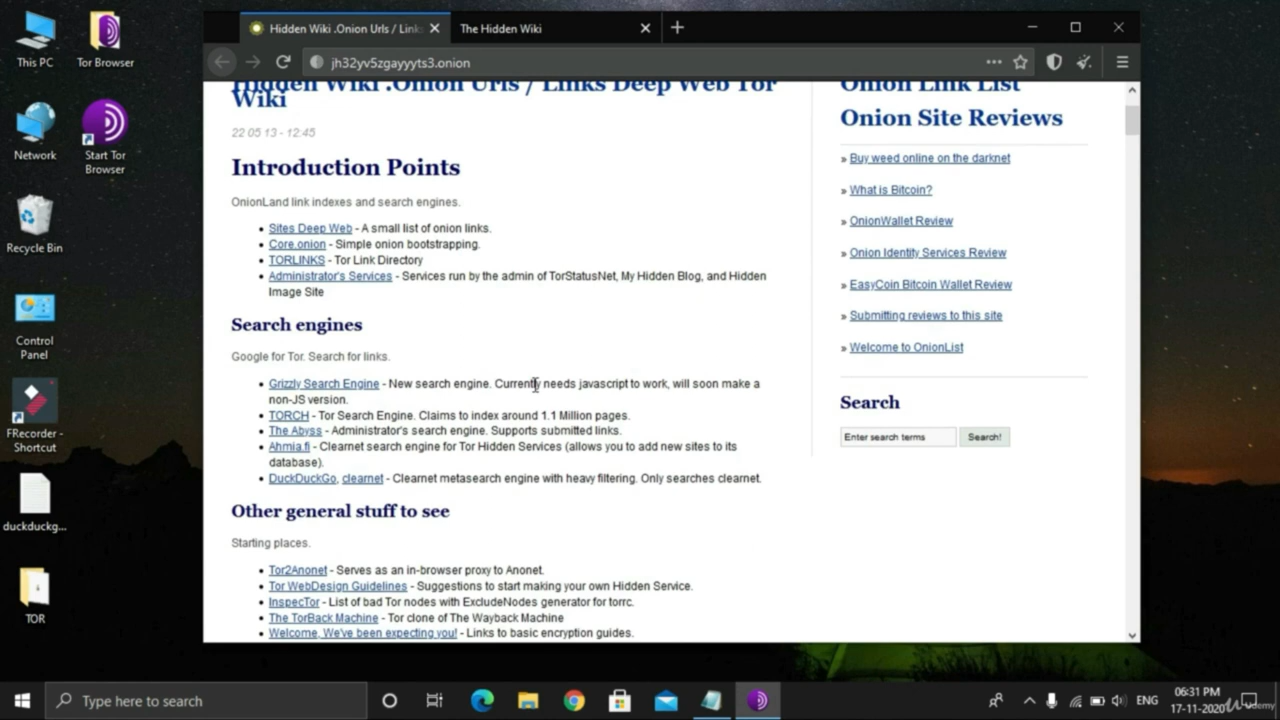 This PC
Tor Browser
Network
Start Tor
Browser
Recycle Bin
Control
Panel
FRecorder -
Shortcut
duckduckg...
TOR
Hidden Wiki .Onion Urls / Link
The Hidden Wiki
jh32yv5zgayyyts3.onion
Hidden Wiki .Onion Urls / Links Deep Web Tor
Wiki
22 05 13 - 12:45
Introduction Points
OnionLand link indexes and search engines.
• Sites Deep Web - A small list of onion links.
• Core.onion - Simple onion bootstrapping.
• TORLINKS - Tor Link Directory
• Administrator's Services - Services run by the admin of TorStatusNet, My Hidden Blog, and Hidden
Image Site
Search engines
Google for Tor. Search for links.
• Grizzly Search Engine - New search engine. Currently needs javascript to work, will soon make a
non-JS version.
• TORCH - Tor Search Engine. Claims to index around 1.1 Million pages.
• The Abyss - Administrator's search engine. Supports submitted links.
• Ahmia.fi - Clearnet search engine for Tor Hidden Services (allows you to add new sites to its
database).
• DuckDuckGo, clearnet - Clearnet metasearch engine with heavy filtering. Only searches clearnet.
Other general stuff to see
Starting places.
• Tor2Anonet - Serves as an in-browser proxy to Anonet.
• Tor WebDesign Guidelines - Suggestions to start making your own Hidden Service.
• InspecTor - List of bad Tor nodes with ExcludeNodes generator for torrc.
• The TorBack Machine - Tor clone of The Wayback Machine
• Welcome, We've been expecting you! - Links to basic encryption guides.
Onion Link List
Onion Site Reviews
» Buy weed online on the darknet
» What is Bitcoin?
» OnionWallet Review
» Onion Identity Services Review
» EasyCoin Bitcoin Wallet Review
» Submitting reviews to this site
» Welcome to OnionList
Search
Enter search terms
Search!
Type here to search
ENG
06:31 PM
17-11-2020
Udemy